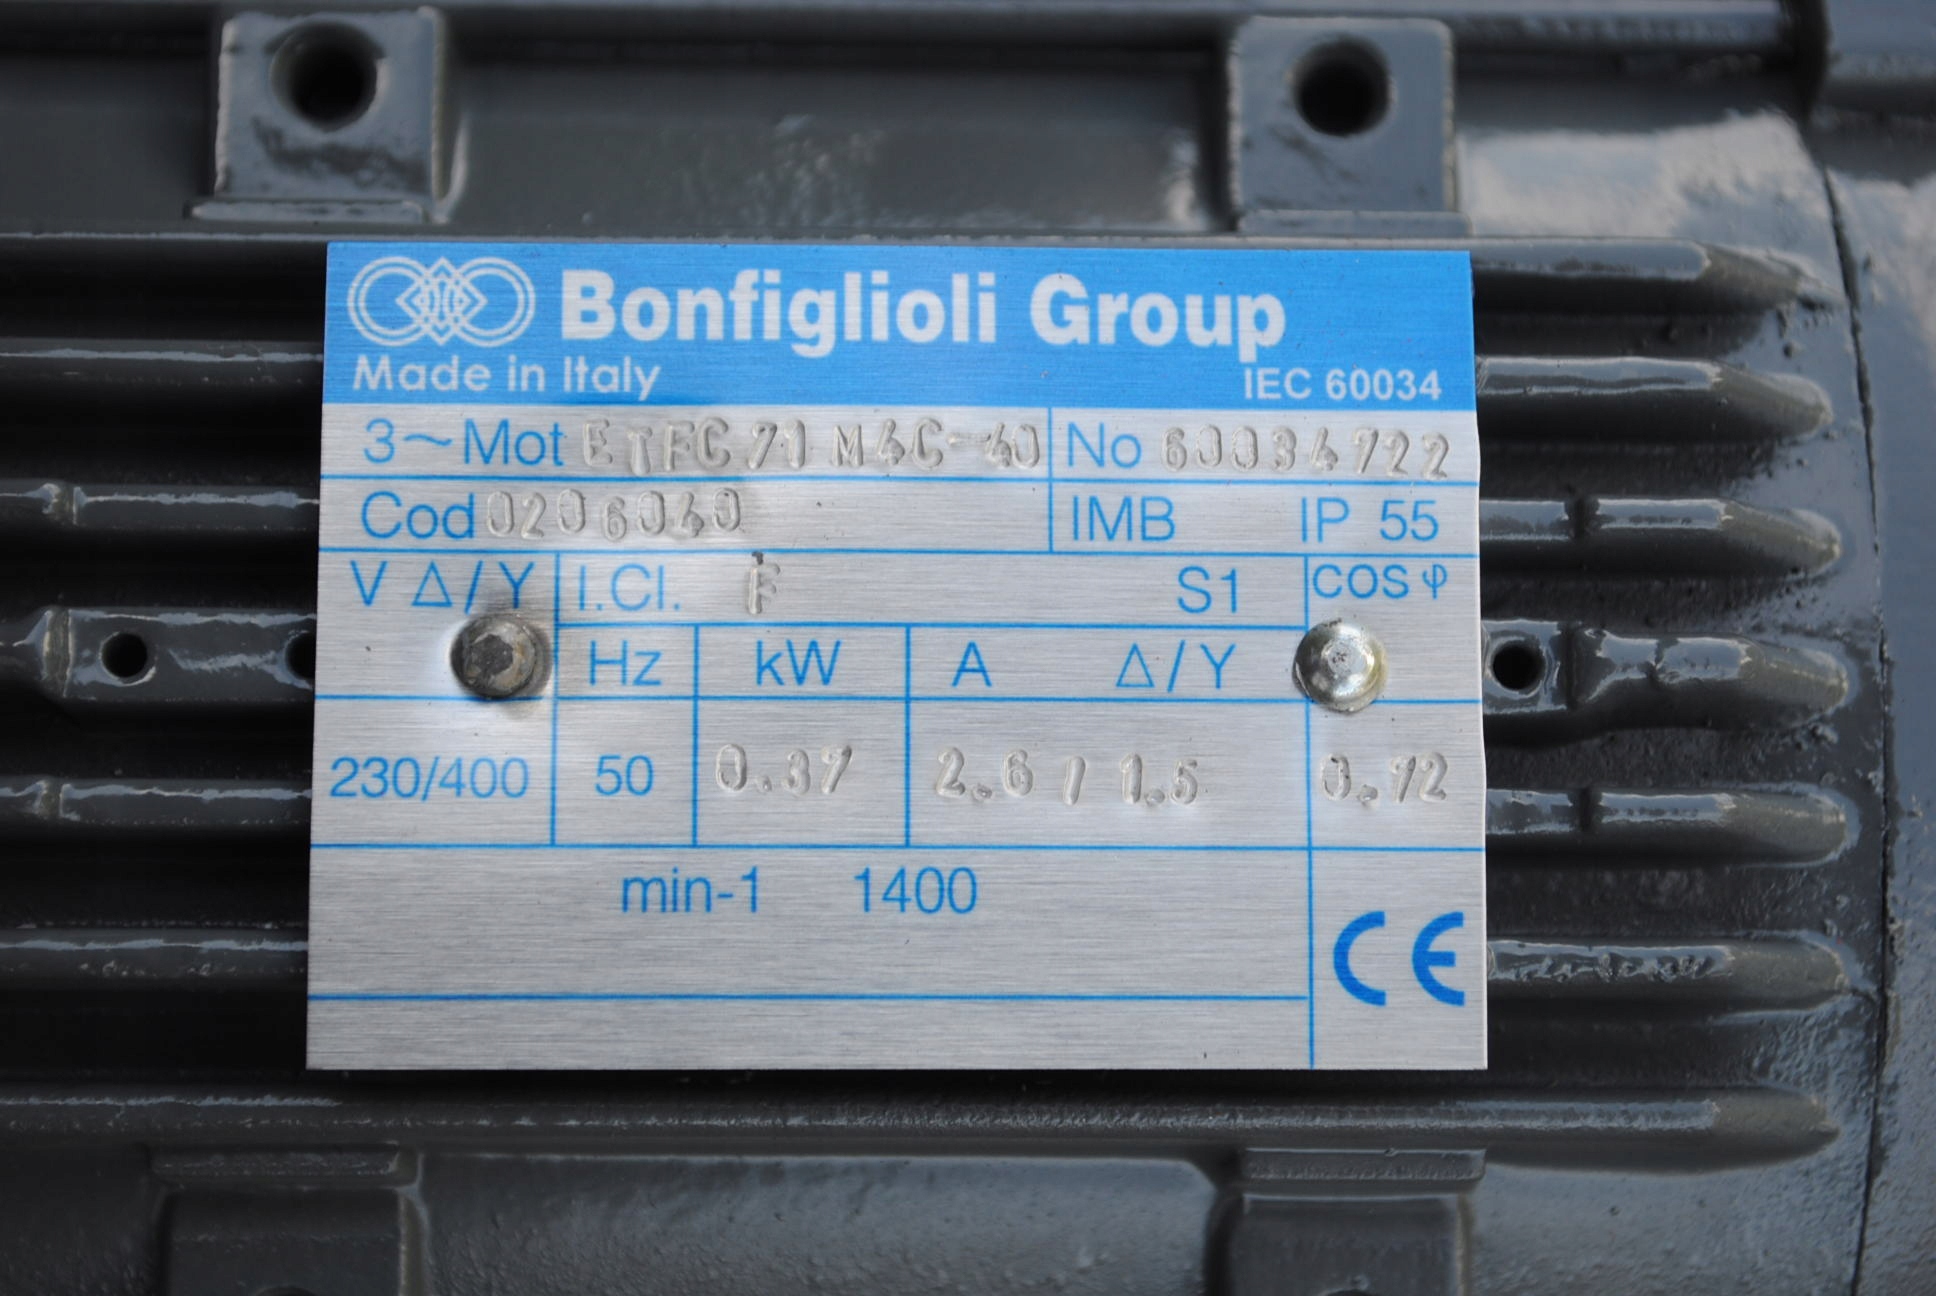 Bonfiglioli Group
Made in Italy IEC 60034
3~Mot ETFC 71 M4C-40 No 60034722
Cod 0206040 IMB IP 55
V Δ/Y I.Cl. F S1 cos φ
Hz kW A Δ/Y
230/400 50 0.37 2.6/1.5 0.72
min-1 1400
CE